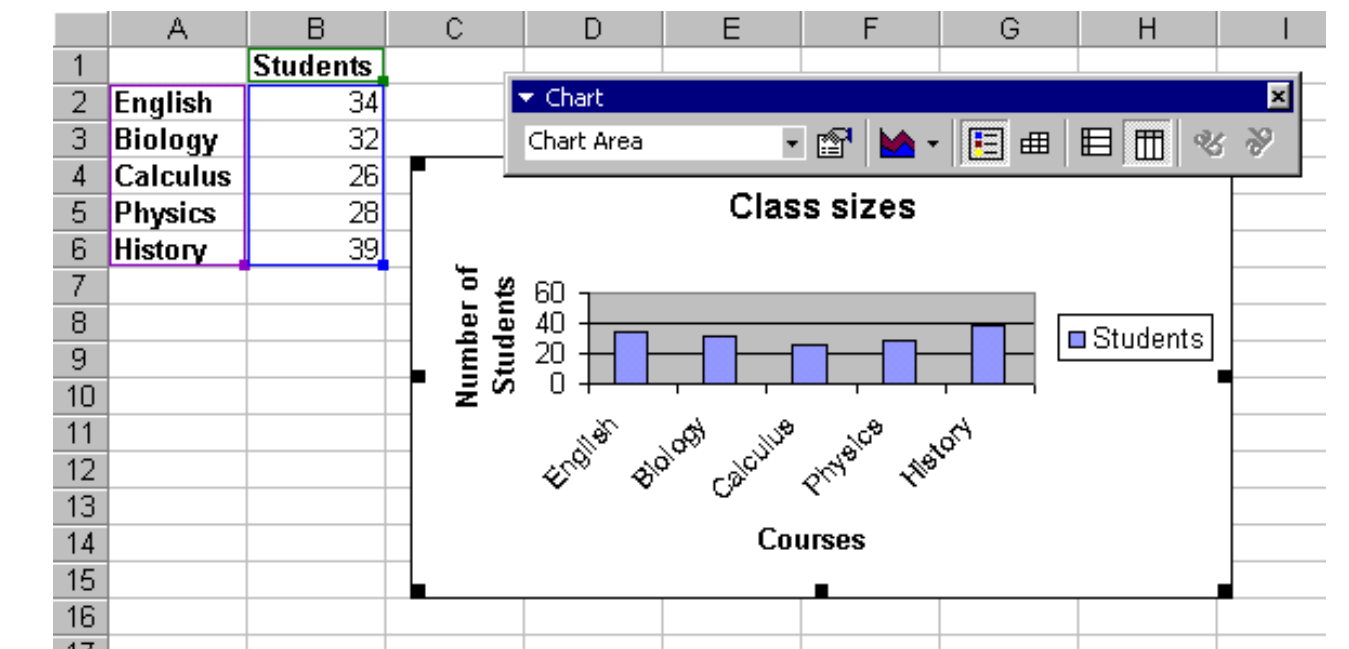 A B C D E F G H I
1 Students
2 English 34
3 Biology 32
4 Calculus 26
5 Physics 28
6 History 39
7
8
9
10
11
12
13
14
15
16
17
Chart
Chart Area
Class sizes
Number of
Students
60
40
20
0
English Biology Calculus Physics History
Courses
Students